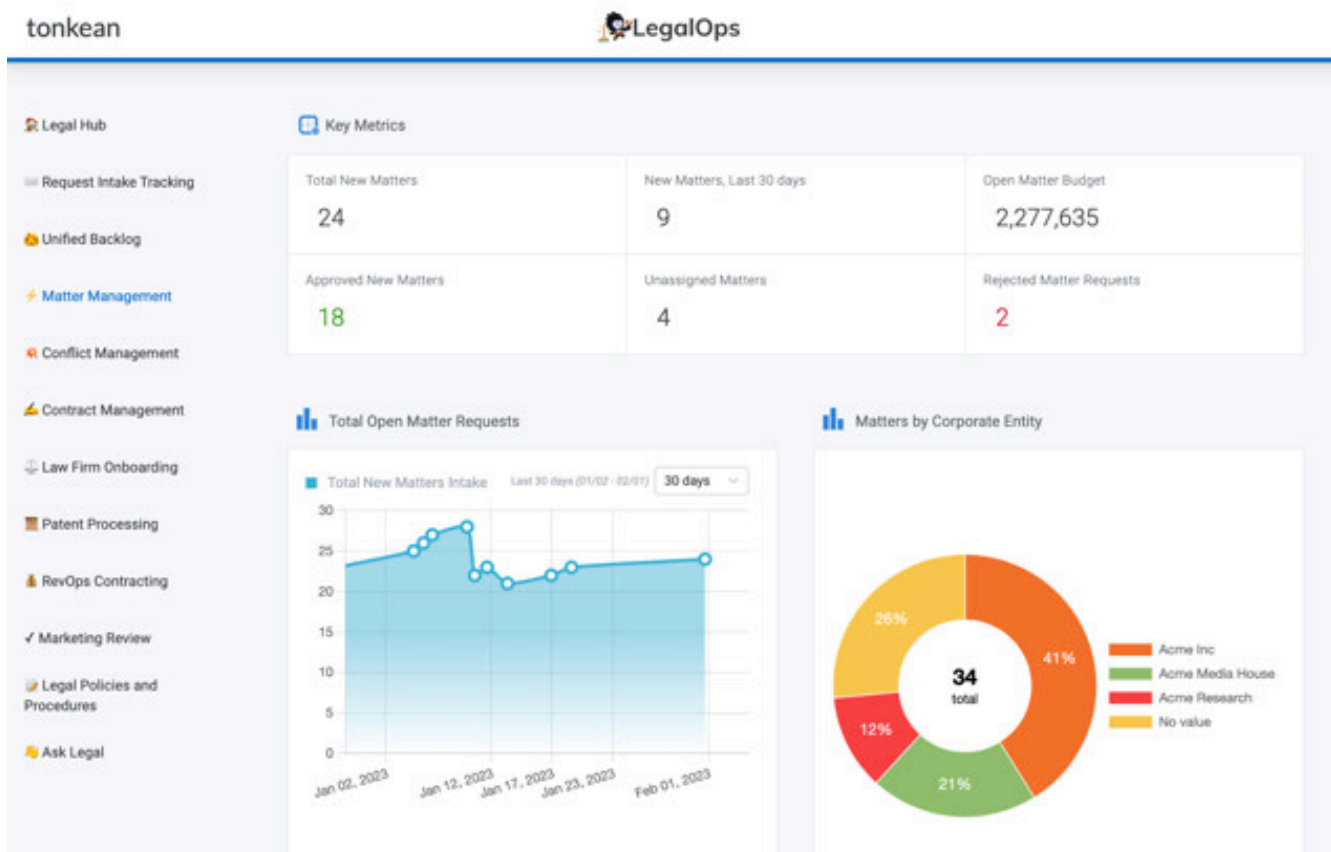 tonkean
LegalOps
Legal Hub
Request Intake Tracking
Unified Backlog
Matter Management
Conflict Management
Contract Management
Law Firm Onboarding
Patent Processing
RevOps Contracting
Marketing Review
Legal Policies and
Procedures
Ask Legal
Key Metrics
Total New Matters
24
New Matters, Last 30 days
9
Open Matter Budget
2,277,635
Approved New Matters
18
Unassigned Matters
4
Rejected Matter Requests
2
Total Open Matter Requests
Total New Matters Intake Last 30 days (01/02 - 02/01) 30 days
30
25
20
15
10
5
0
Jan 02, 2023
Jan 12, 2023
Jan 17, 2023
Jan 23, 2023
Feb 01, 2023
Matters by Corporate Entity
26%
41%
12%
21%
34
total
Acme Inc
Acme Media House
Acme Research
No value